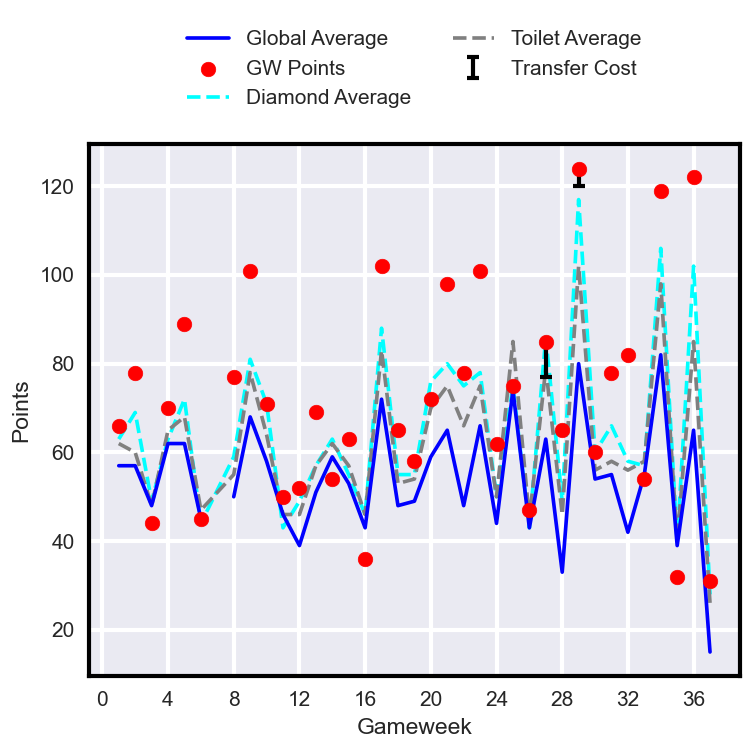 Global Average
GW Points
Diamond Average
Toilet Average
Transfer Cost
120
100
80
60
40
20
Points
0 4 8 12 16 20 24 28 32 36
Gameweek